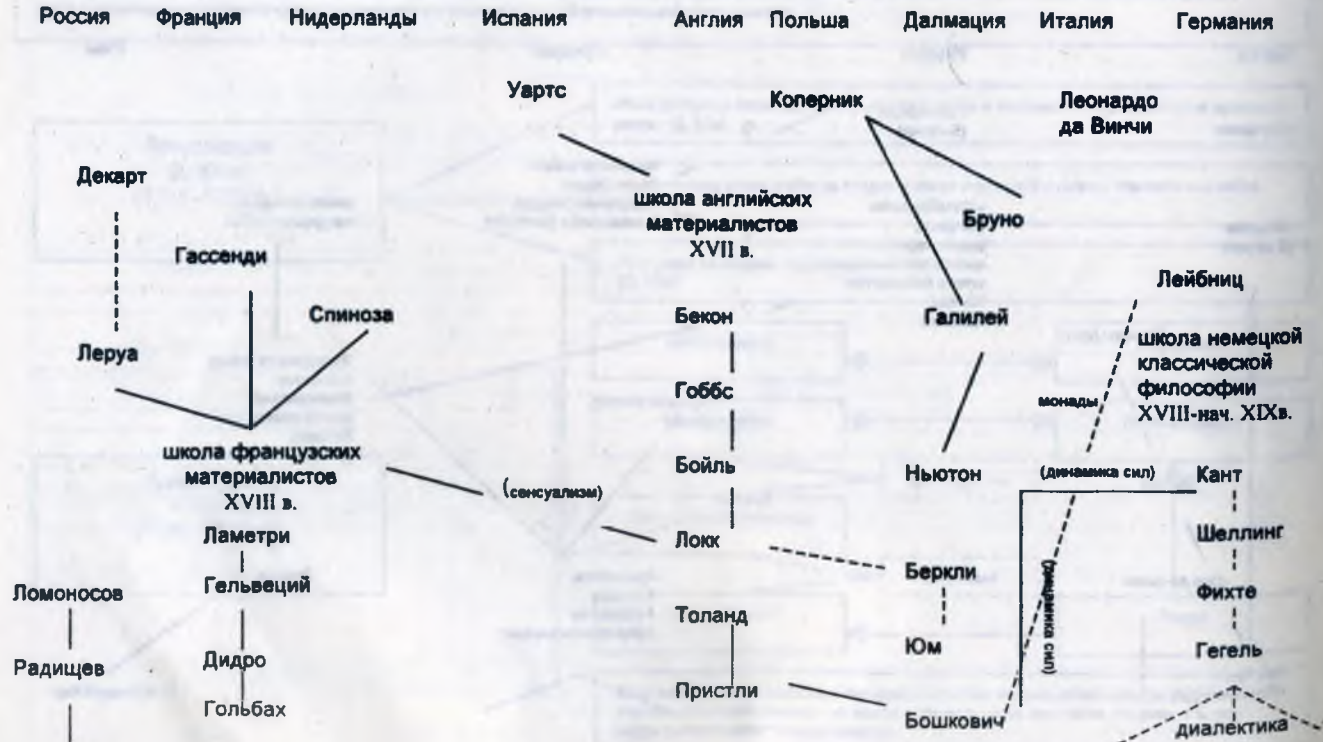 Россия Франция Нидерланды Испания Англия Польша Далмация Италия Германия
Уартс
Коперник
Леонардо
да Винчи
Декарт
школа английских
материалистов
XVII в.
Бруно
Гассенди
Лейбниц
Спиноза
Бекон
Галилей
Леруа
школа немецкой
классической
философии
XVIII-нач. XIXв.
Гоббс
монады
школа французских
материалистов
XVIII в.
(сенсуализм)
Бойль
Ньютон
(динамика сил)
Кант
Ламетри
Локк
Шеллинг
Ломоносов
Гельвеций
Беркли
(динамика сил)
Фихте
Толанд
Радищев
Дидро
Юм
Гегель
Гольбах
Пристли
Бошкович
диалектика